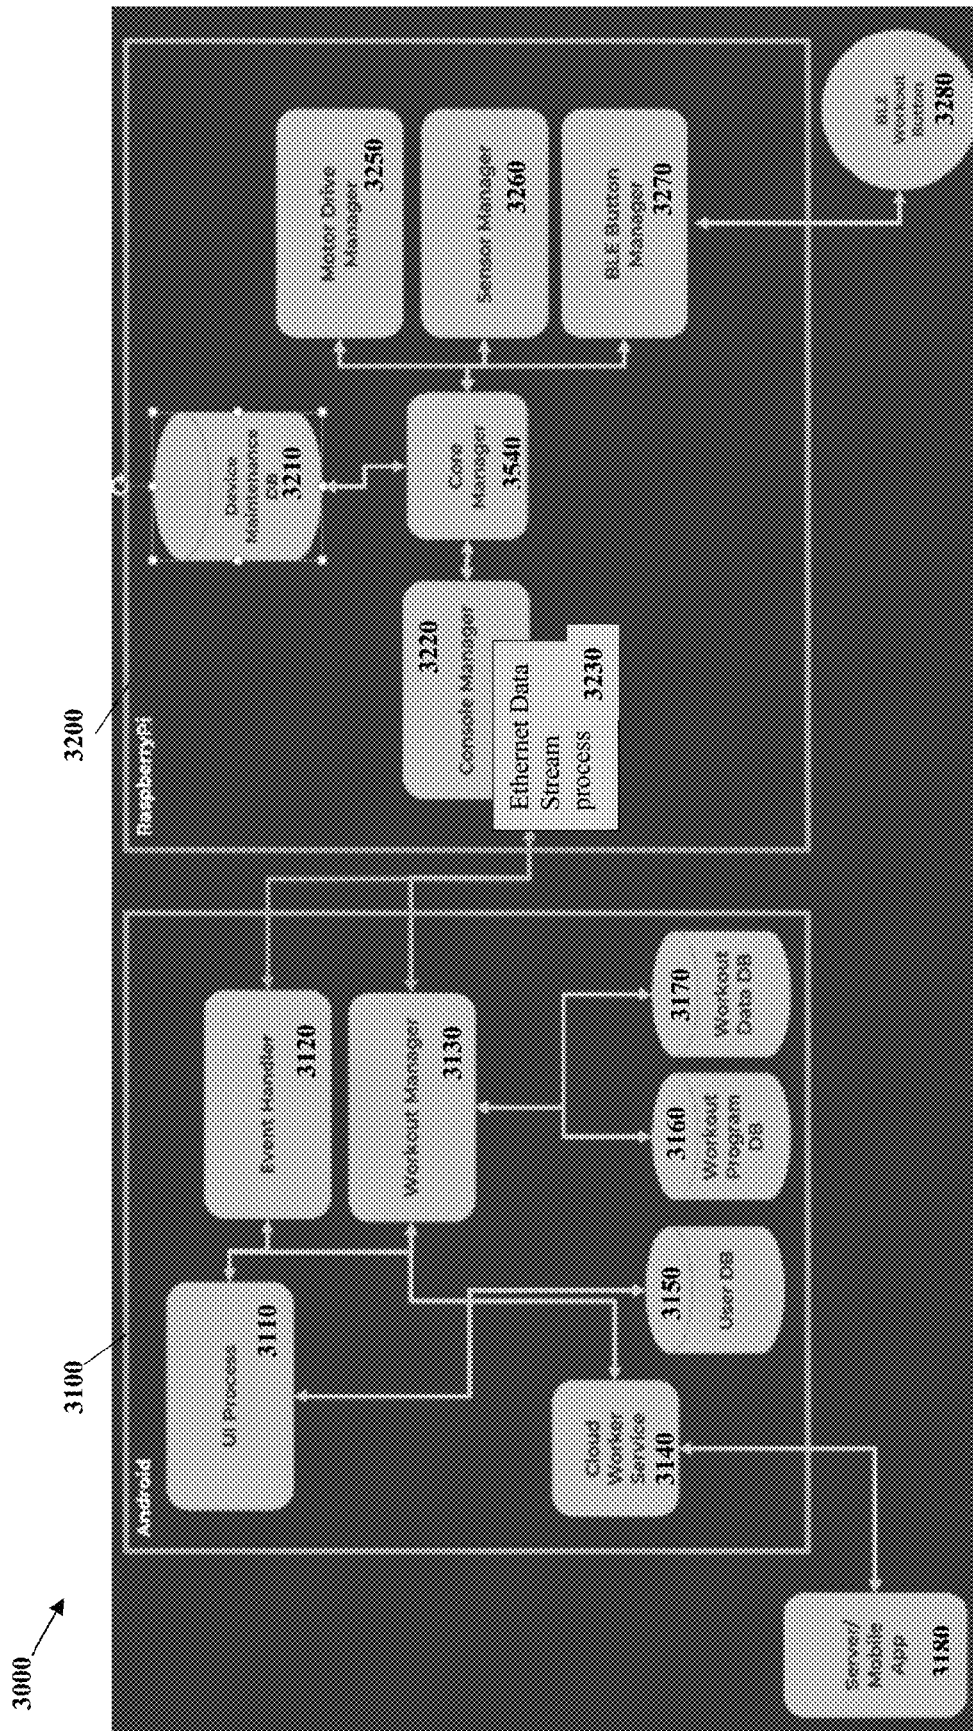 3000
3100
Android
UI Process
3110
Event Handler
3120
Workout Manager
3130
Cloud
Worker
Service
3140
User DB
3150
Workout
Program
DB
3160
Workout
Data DB
3170
Server/
Mobile
App
3180
3200
RaspberryPi
Device
Maintenance
DB
3210
Console Manager
3220
Ethernet Data
Stream
process
3230
Core
Manager
3540
Motor Drive
Manager
3250
Sensor Manager
3260
BLE Button
Manager
3270
BLE
Workout
Button
3280